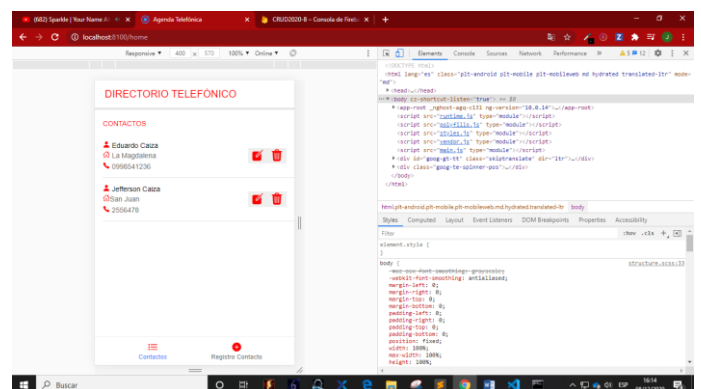 (682) Sparkle | Your Name AM
Agenda Telefónica
CRUD2020-B – Consola de Fireb
localhost:8100/home
Responsive ▼ 400 x 570 100% ▼ Online ▼
Elements Console Sources Network Performance » 5 12
DIRECTORIO TELEFÓNICO
CONTACTOS
Eduardo Caiza
La Magdalena
0998541236
Jefferson Caiza
San Juan
2556478
Contactos
Registra Contacto
<!DOCTYPE html>
<html lang="es" class="plt-android plt-mobile plt-mobileweb md hydrated translated-ltr" mode=
"md">
<head>…</head>
<body cz-shortcut-listen="true"> == $0
<app-root _nghost-agq-c131 ng-version="10.0.14">…</app-root>
<script src="runtime.js" type="module"></script>
<script src="polyfills.js" type="module"></script>
<script src="styles.js" type="module"></script>
<script src="vendor.js" type="module"></script>
<script src="main.js" type="module"></script>
<div id="goog-gt-tt" class="skiptranslate" dir="ltr">…</div>
<div class="goog-te-spinner-pos">…</div>
</body>
</html>
html.plt-android.plt-mobile.plt-mobileweb.md.hydrated.translated-ltr body
Styles Computed Layout Event Listeners DOM Breakpoints Properties Accessibility
Filter :hov .cls +
element.style {
}
body { structure.scss:33
-moz-osx-font-smoothing: grayscale;
-webkit-font-smoothing: antialiased;
margin-left: 0;
margin-right: 0;
margin-top: 0;
margin-bottom: 0;
padding-left: 0;
padding-right: 0;
padding-top: 0;
padding-bottom: 0;
position: fixed;
width: 100%;
max-width: 100%;
height: 100%;
Buscar
ESP
16:14